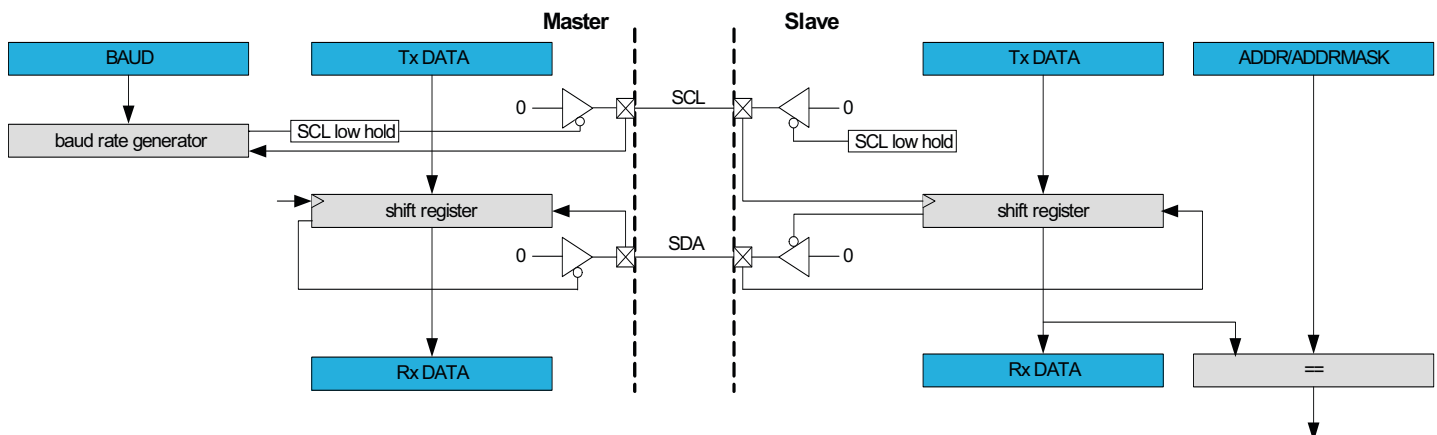 Master
Slave
BAUD
Tx DATA
Tx DATA
ADDR/ADDRMASK
0
SCL
0
baud rate generator
SCL low hold
SCL low hold
shift register
shift register
0
SDA
0
Rx DATA
Rx DATA
==